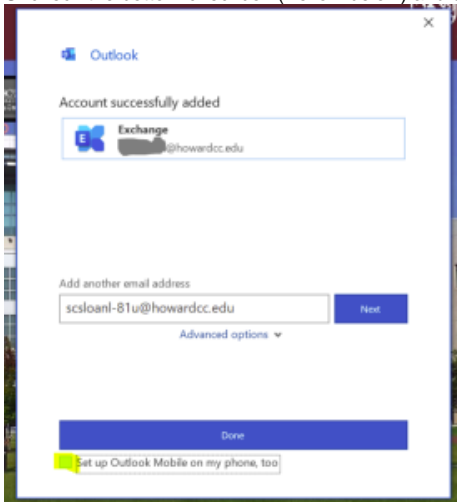 Outlook
Account successfully added
Exchange
@howardcc.edu
Add another email address
scsloanl-81u@howardcc.edu
Next
Advanced options
Done
Set up Outlook Mobile on my phone, too